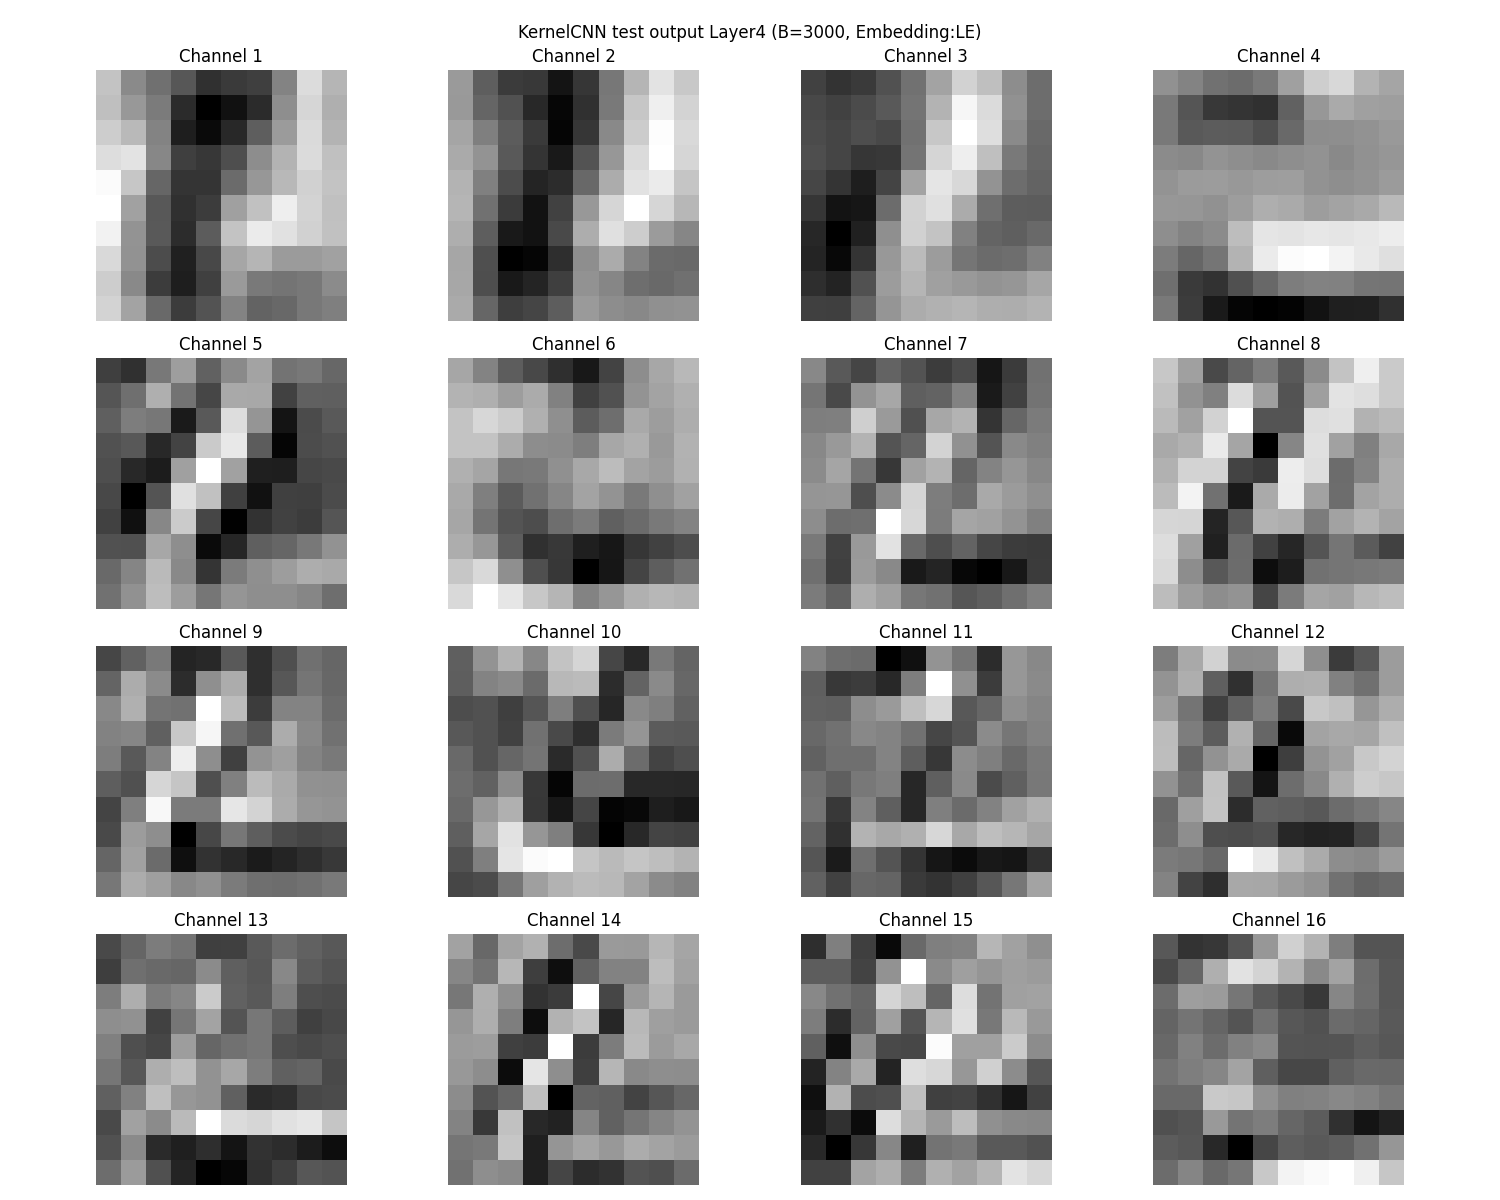 KernelCNN test output Layer4 (B=3000, Embedding:LE)
Channel 1
Channel 2
Channel 3
Channel 4
Channel 5
Channel 6
Channel 7
Channel 8
Channel 9
Channel 10
Channel 11
Channel 12
Channel 13
Channel 14
Channel 15
Channel 16